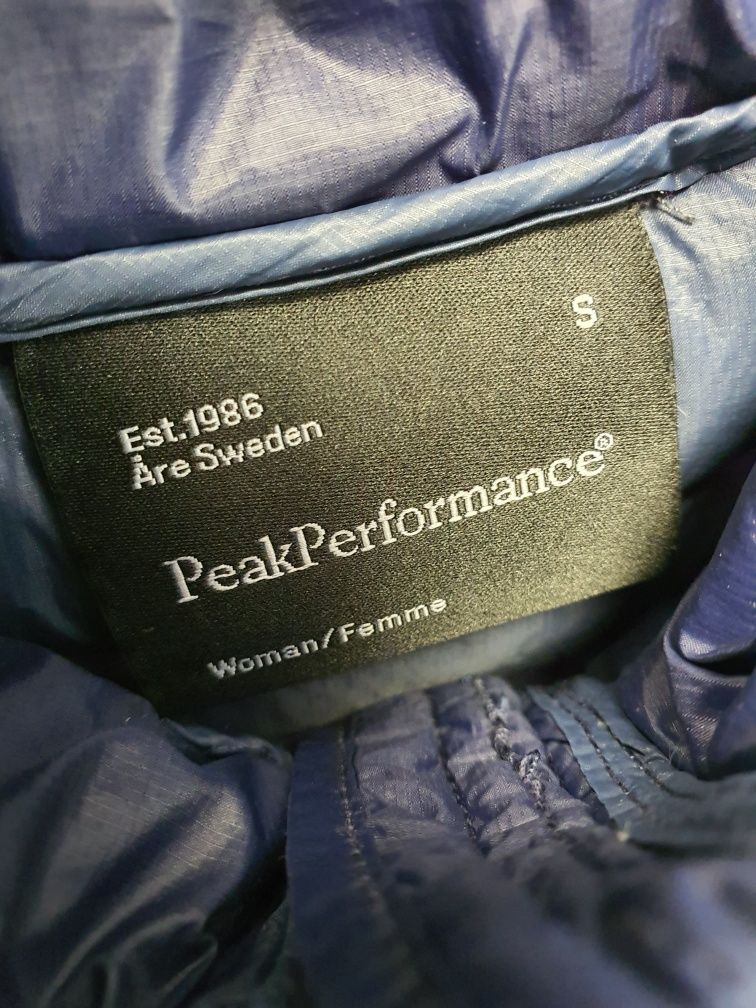 S
Est.1986
Åre Sweden
PeakPerformance®
Woman/Femme